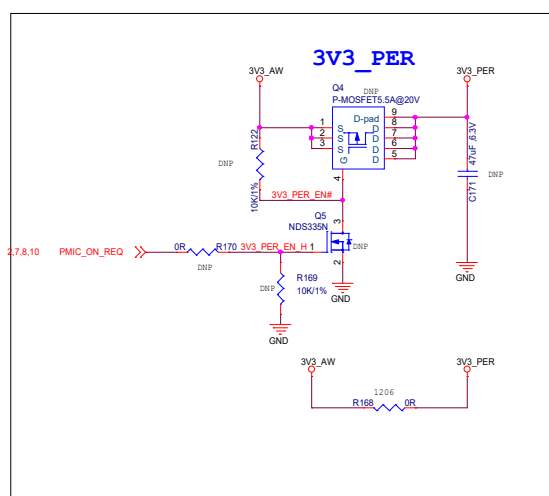 3V3_PER
3V3_AW
3V3_PER
Q4
DNP
P-MOSFET5.5A@20V
1
2
3
S
S
S
G
D-pad
D
D
D
D
9
8
7
6
5
4
R122
10K/1%
DNP
47uF ,6.3V
C171
DNP
3V3_PER_EN#
Q5
NDS335N
3
2,7,8,10
PMIC_ON_REQ
0R
R170
3V3_PER_EN_H
1
DNP
DNP
2
R169
10K/1%
DNP
GND
GND
GND
3V3_AW
3V3_PER
1206
R168
0R